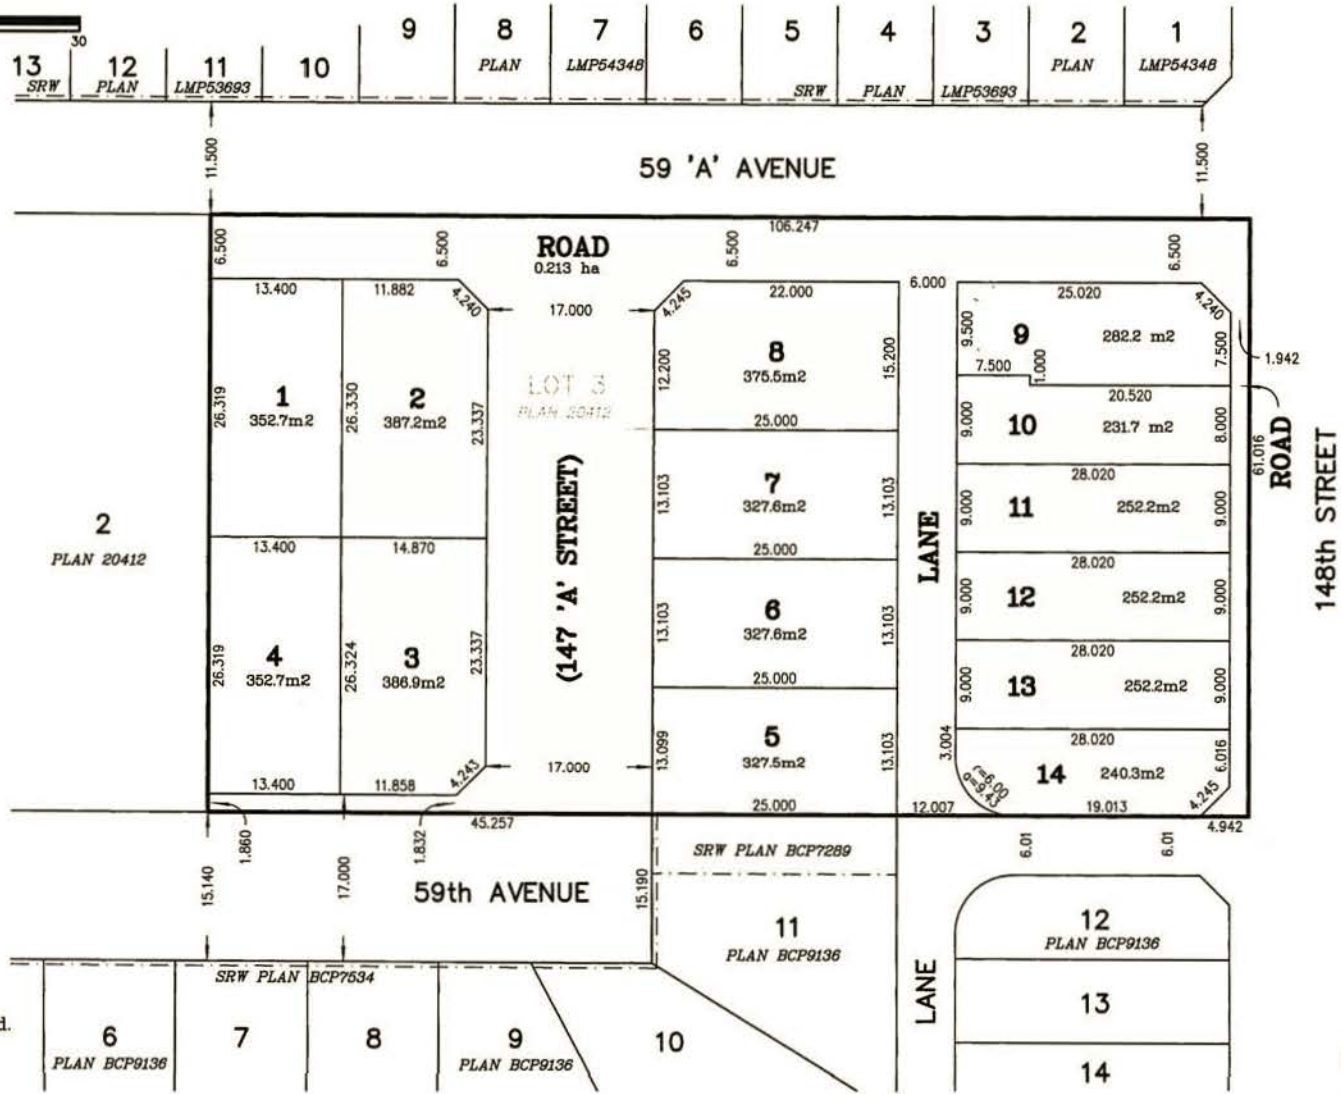 30
13
12
11
10
9
8
7
6
5
4
3
2
1
SRW
PLAN
LMP53693
PLAN
LMP54348
SRW
PLAN
LMP53693
PLAN
LMP54348
11.500
11.500
59 'A' AVENUE
106.247
6.500
6.500
ROAD
0.213 ha
6.500
6.500
13.400
11.882
4.240
17.000
4.245
22.000
6.000
25.020
4.240
1
352.7m2
26.319
26.330
2
387.2m2
23.337
LOT 3
PLAN 20412
12.200
8
375.5m2
15.200
25.000
9.500
9
282.2 m2
7.500
1.942
7.500
1.000
20.520
9.000
10
231.7 m2
8.000
61.016
ROAD
148th STREET
28.020
9.000
11
252.2m2
9.000
28.020
9.000
12
252.2m2
9.000
28.020
9.000
13
252.2m2
9.000
28.020
3.004
14
240.3m2
6.016
r=6.00
a=9.43
19.013
4.245
4.942
LANE
13.103
7
327.6m2
13.103
25.000
13.103
6
327.6m2
13.103
25.000
13.099
5
327.5m2
13.103
25.000
12.007
(147 'A' STREET)
2
PLAN 20412
13.400
14.870
26.319
4
352.7m2
26.324
3
386.9m2
23.337
13.400
11.858
4.243
17.000
45.257
1.860
1.832
15.140
17.000
59th AVENUE
15.190
SRW PLAN BCP7289
11
PLAN BCP9136
6.01
6.01
12
PLAN BCP9136
LANE
13
14
SRW PLAN BCP7534
d.
6
PLAN BCP9136
7
8
9
PLAN BCP9136
10